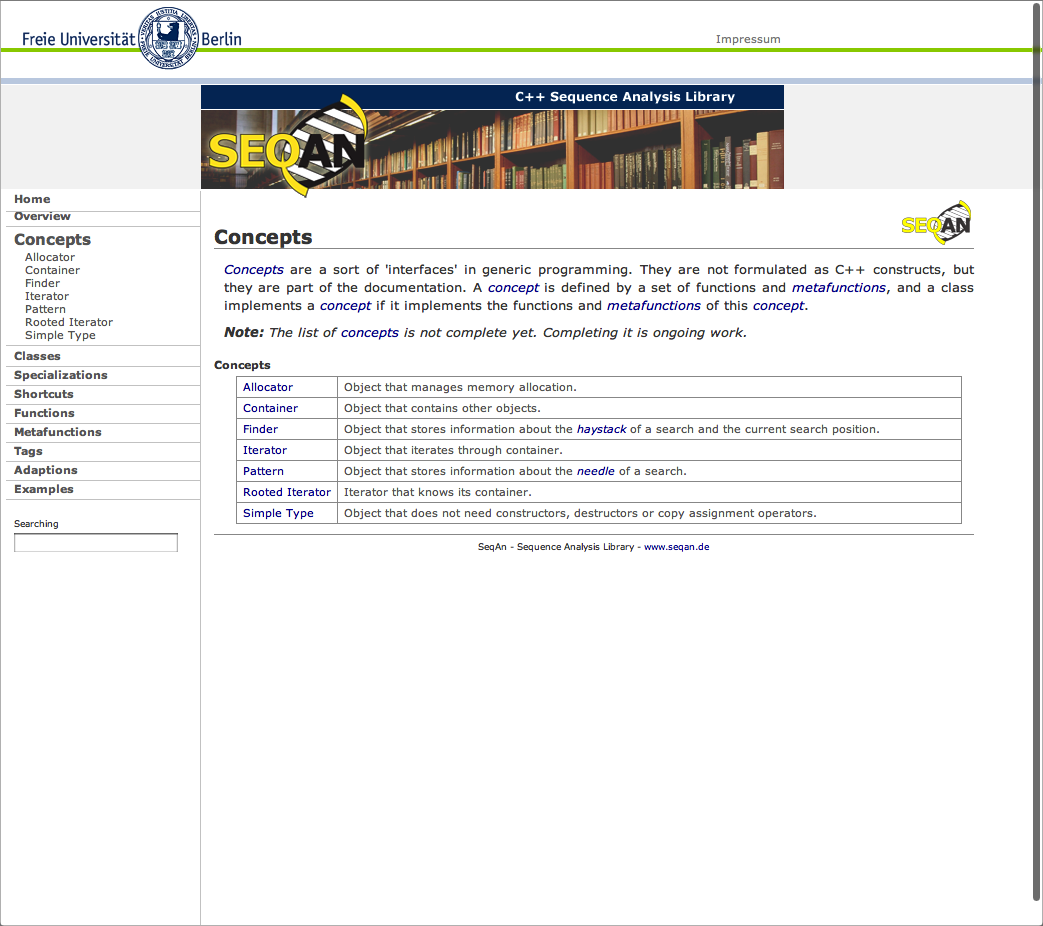 Freie Universität Berlin
Impressum
C++ Sequence Analysis Library
SEQAN
Home
Overview
Concepts
Allocator
Container
Finder
Iterator
Pattern
Rooted Iterator
Simple Type
Classes
Specializations
Shortcuts
Functions
Metafunctions
Tags
Adaptions
Examples
Searching
SEQAN
Concepts
Concepts are a sort of 'interfaces' in generic programming. They are not formulated as C++ constructs, but
they are part of the documentation. A concept is defined by a set of functions and metafunctions, and a class
implements a concept if it implements the functions and metafunctions of this concept.
Note: The list of concepts is not complete yet. Completing it is ongoing work.
Concepts
Allocator Object that manages memory allocation.
Container Object that contains other objects.
Finder Object that stores information about the haystack of a search and the current search position.
Iterator Object that iterates through container.
Pattern Object that stores information about the needle of a search.
Rooted Iterator Iterator that knows its container.
Simple Type Object that does not need constructors, destructors or copy assignment operators.
SeqAn - Sequence Analysis Library - www.seqan.de